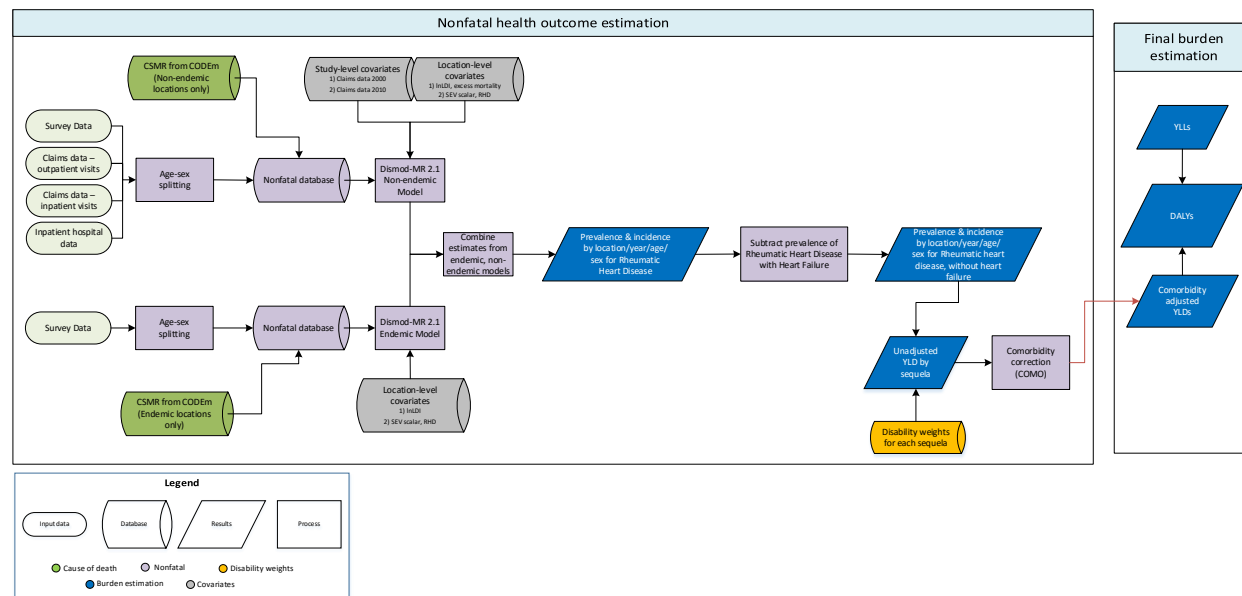 Nonfatal health outcome estimation
Final burden
estimation
CSMR from CODEm
(Non-endemic
locations only)
Study-level covariates
1) Claims data 2000
2) Claims data 2010
Location-level
covariates
1) lnLDI, excess mortality
2) SEV scalar, RHD
Survey Data
Claims data –
outpatient visits
Claims data –
inpatient visits
Inpatient hospital
data
Age-sex
splitting
Nonfatal database
Dismod-MR 2.1
Non-endemic
Model
Combine
estimates from
endemic, non-
endemic models
Prevalence & incidence
by location/year/age/
sex for Rheumatic
Heart Disease
Subtract prevalence of
Rheumatic Heart Disease
with Heart Failure
Prevalence & incidence
by location/year/age/
sex for Rheumatic heart
disease, without heart
failure
YLLs
DALYs
Comorbidity
adjusted
YLDs
Survey Data
Age-sex
splitting
Nonfatal database
Dismod-MR 2.1
Endemic Model
CSMR from CODEm
(Endemic locations
only)
Location-level
covariates
1) lnLDI
2) SEV scalar, RHD
Unadjusted
YLD by
sequela
Comorbidity
correction
(COMO)
Disability weights
for each sequela
Legend
Input data
Database
Results
Process
Cause of death
Nonfatal
Disability weights
Burden estimation
Covariates